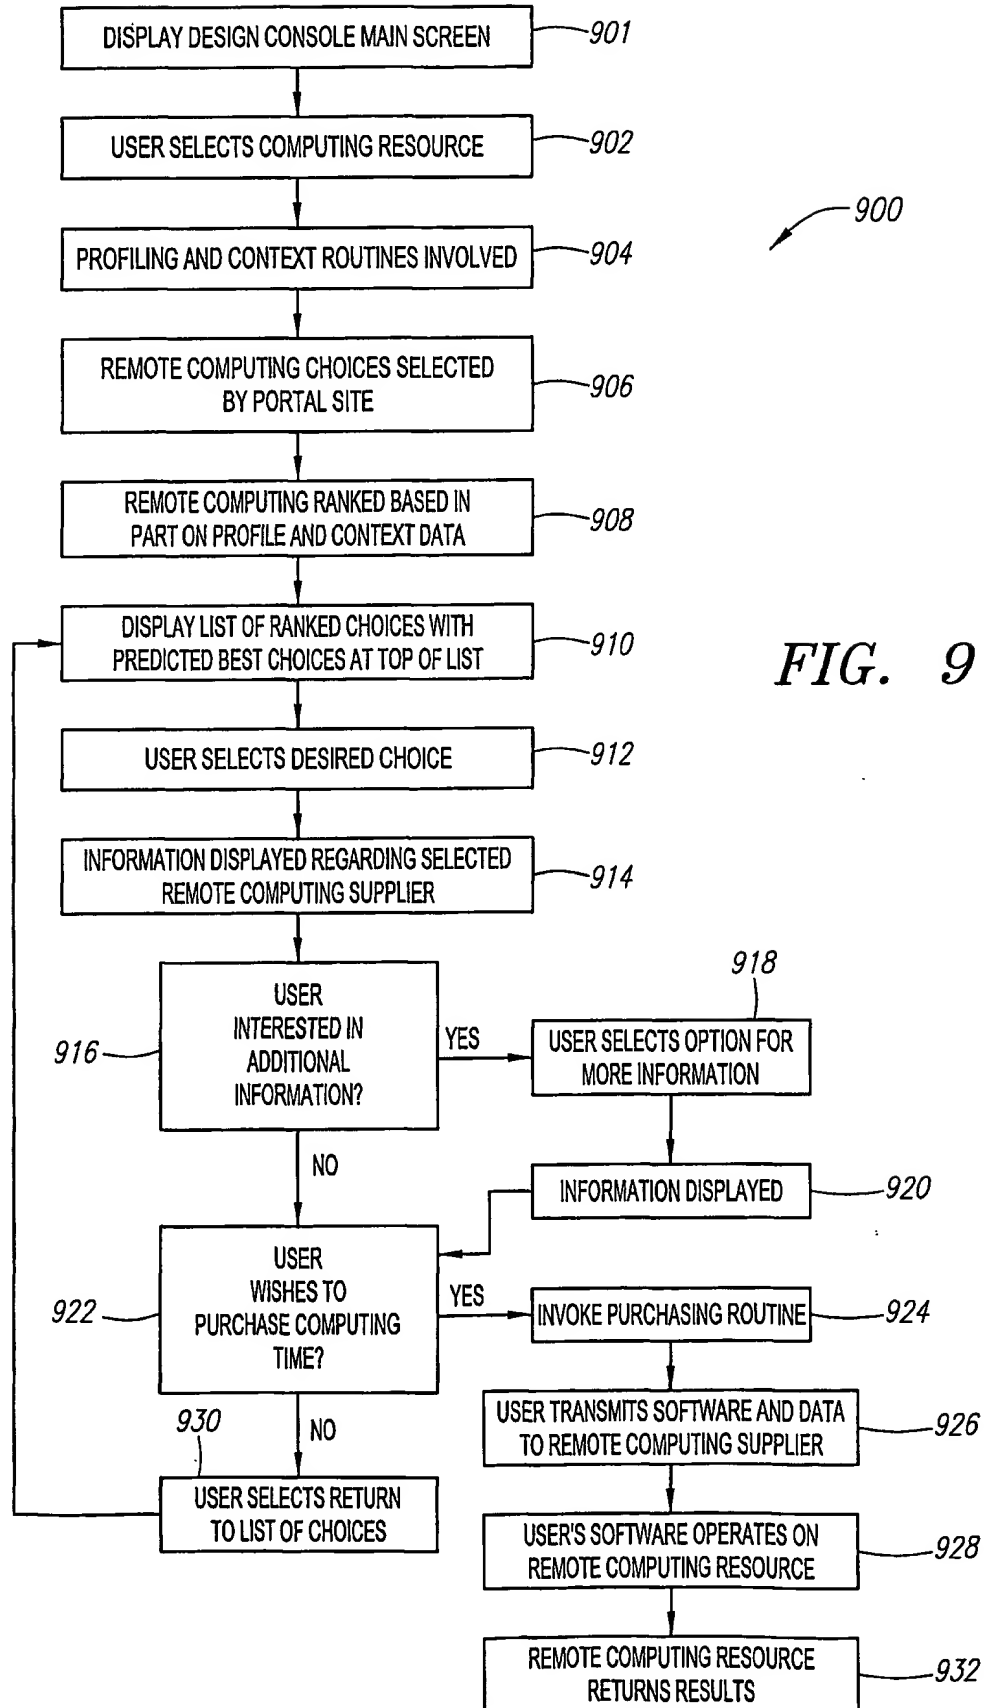 DISPLAY DESIGN CONSOLE MAIN SCREEN
901
USER SELECTS COMPUTING RESOURCE
902
900
PROFILING AND CONTEXT ROUTINES INVOLVED
904
REMOTE COMPUTING CHOICES SELECTED
BY PORTAL SITE
906
REMOTE COMPUTING RANKED BASED IN
PART ON PROFILE AND CONTEXT DATA
908
DISPLAY LIST OF RANKED CHOICES WITH
PREDICTED BEST CHOICES AT TOP OF LIST
910
FIG. 9
USER SELECTS DESIRED CHOICE
912
INFORMATION DISPLAYED REGARDING SELECTED
REMOTE COMPUTING SUPPLIER
914
USER
INTERESTED IN
ADDITIONAL
INFORMATION?
916
YES
918
USER SELECTS OPTION FOR
MORE INFORMATION
NO
INFORMATION DISPLAYED
920
USER
WISHES TO
PURCHASE COMPUTING
TIME?
922
YES
INVOKE PURCHASING ROUTINE
924
NO
930
USER SELECTS RETURN
TO LIST OF CHOICES
USER TRANSMITS SOFTWARE AND DATA
TO REMOTE COMPUTING SUPPLIER
926
USER'S SOFTWARE OPERATES ON
REMOTE COMPUTING RESOURCE
928
REMOTE COMPUTING RESOURCE
RETURNS RESULTS
932